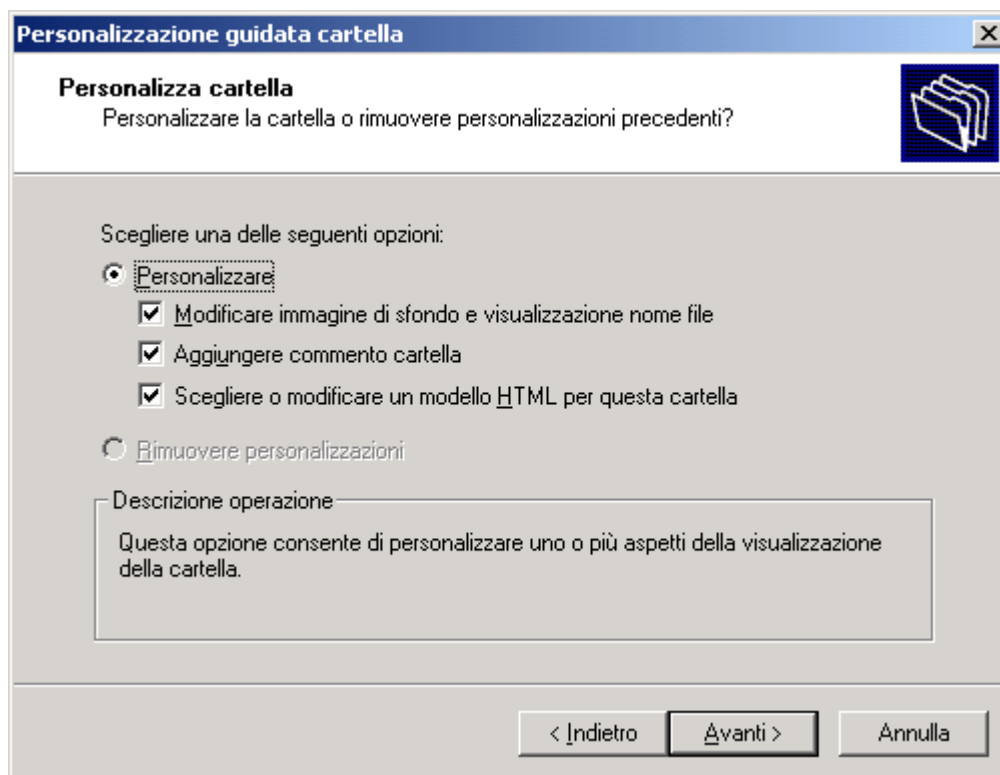 Personalizzazione guidata cartella
Personalizza cartella
Personalizzare la cartella o rimuovere personalizzazioni precedenti?
Scegliere una delle seguenti opzioni:
Personalizzare
Modificare immagine di sfondo e visualizzazione nome file
Aggiungere commento cartella
Scegliere o modificare un modello HTML per questa cartella
Rimuovere personalizzazioni
Descrizione operazione
Questa opzione consente di personalizzare uno o più aspetti della visualizzazione
della cartella.
< Indietro
Avanti >
Annulla